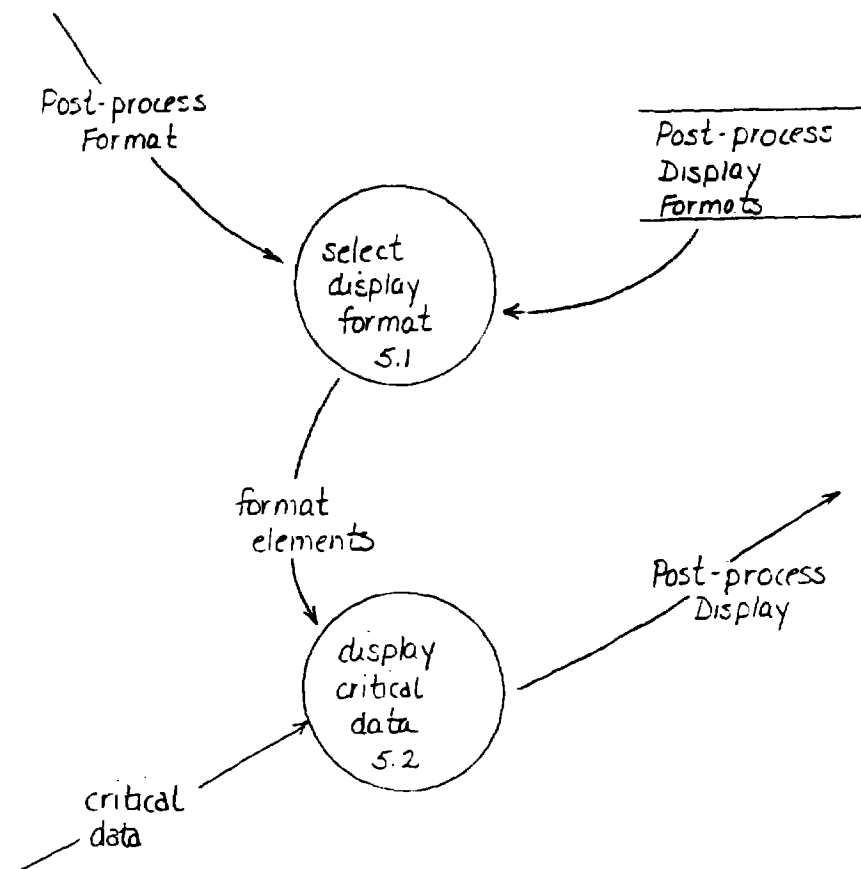 Post-process
Format
Post-process
Display
Formats
select
display
format
5.1
format
elements
Post-process
Display
display
critical
data
5.2
critical
data